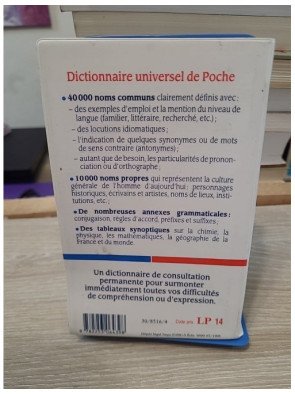 Dictionnaire universel de Poche
• 40 000 noms communs clairement définis avec :
– des exemples d'emploi et la mention du niveau de
langue (familier, littéraire, recherché, etc.) ;
– des locutions idiomatiques ;
– l'indication de quelques synonymes ou de mots
de sens contraire (antonymes) ;
– autant que de besoin, les particularités de pronon-
ciation ou d'orthographe ;
• 10 000 noms propres qui représentent la culture
générale de l'homme d'aujourd'hui : personnages
historiques, écrivains et artistes, noms de lieux, insti-
tutions, etc. ;
• De nombreuses annexes grammaticales :
conjugaison, règles d'accord, préfixes et suffixes ;
• Des tableaux synoptiques sur la chimie, la
physique, les mathématiques, la géographie de la
France et du monde.
Un dictionnaire de consultation
permanente pour surmonter
immédiatement toutes vos difficultés
de compréhension ou d'expression.
30/8516/4 Code prix LP 14